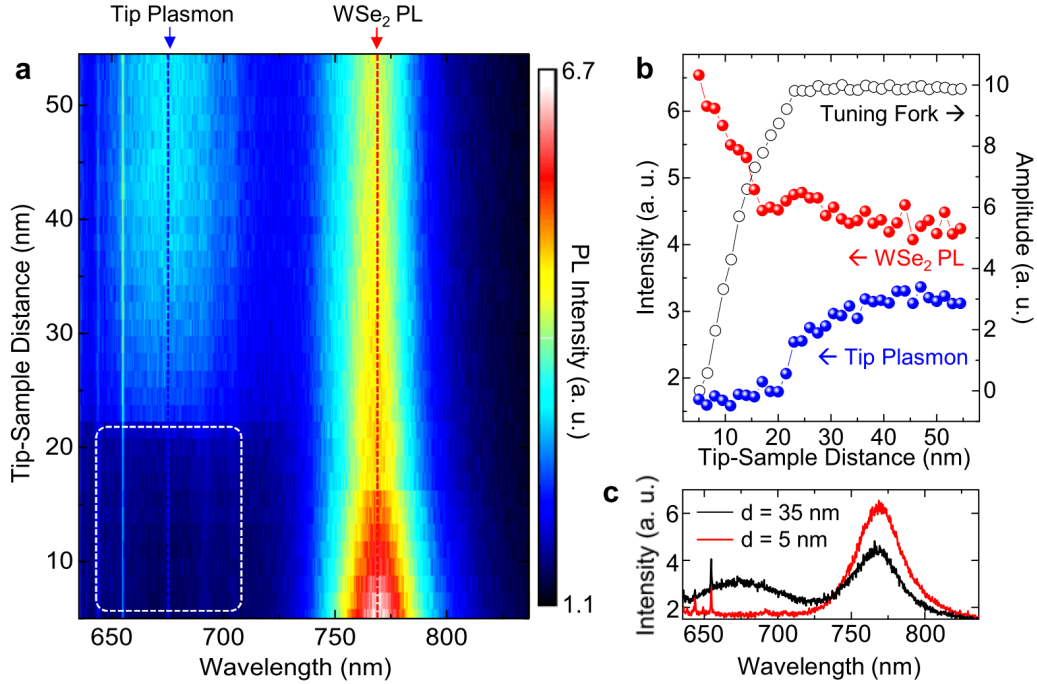 Tip Plasmon
WSe₂ PL
a
50
40
30
20
10
Tip-Sample Distance (nm)
650
700
750
800
Wavelength (nm)
6.7
PL Intensity (a. u.)
1.1
b
6
5
4
3
2
Intensity (a. u.)
10
8
6
4
2
0
Amplitude (a. u.)
Tuning Fork →
← WSe₂ PL
← Tip Plasmon
10
20
30
40
50
Tip-Sample Distance (nm)
c
6
4
2
Intensity (a. u.)
d = 35 nm
d = 5 nm
650
700
750
800
Wavelength (nm)